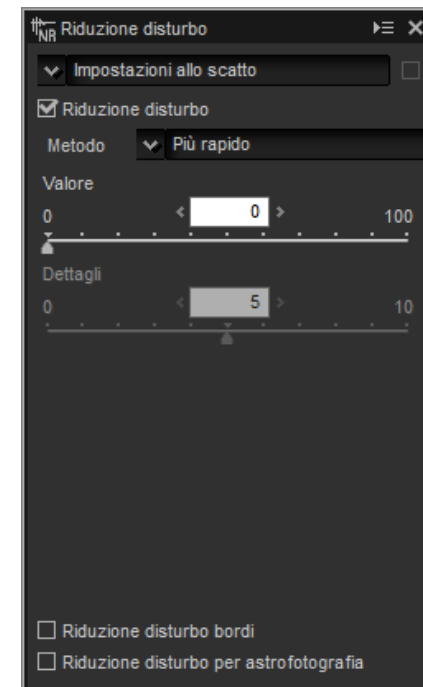 NR Riduzione disturbo
Impostazioni allo scatto
Riduzione disturbo
Metodo Più rapido
Valore
0 0 100
Dettagli
0 5 10
Riduzione disturbo bordi
Riduzione disturbo per astrofotografia